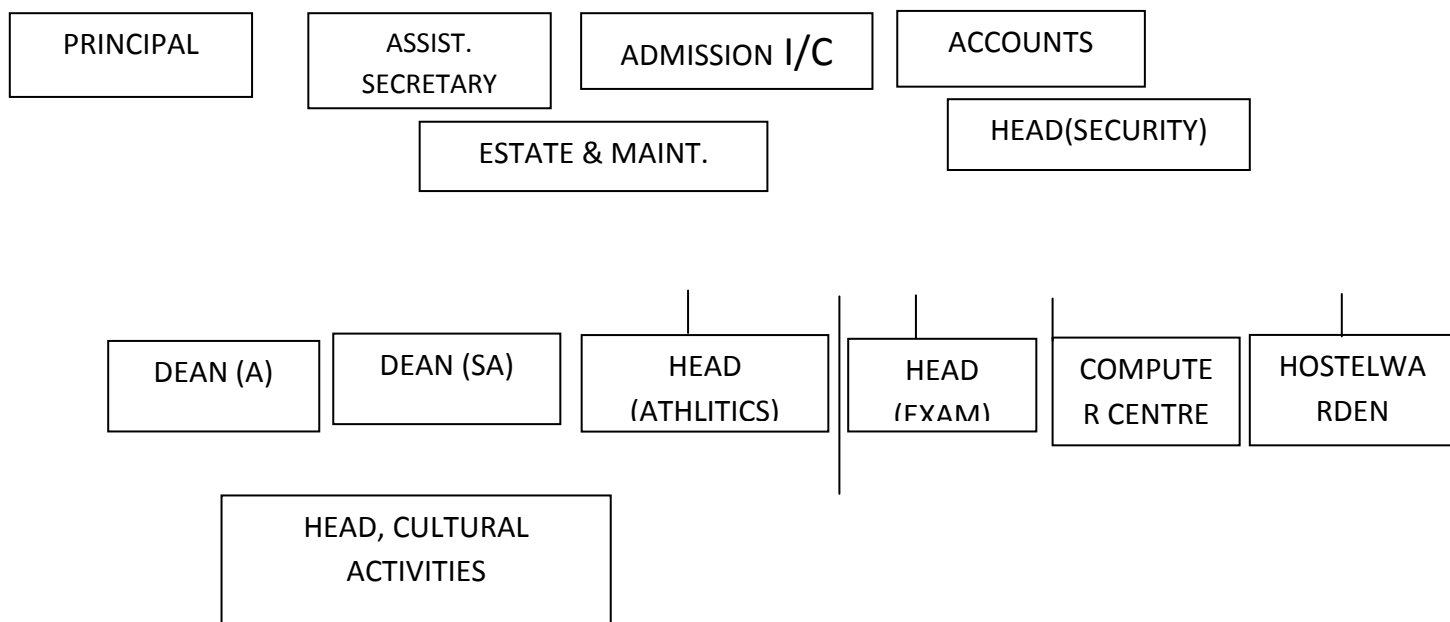 PRINCIPAL
ASSIST.
SECRETARY
ADMISSION I/C
ACCOUNTS
ESTATE & MAINT.
HEAD(SECURITY)
DEAN (A)
DEAN (SA)
HEAD
(ATHLITICS)
HEAD
(EXAM)
COMPUTE
R CENTRE
HOSTELWA
RDEN
HEAD, CULTURAL
ACTIVITIES